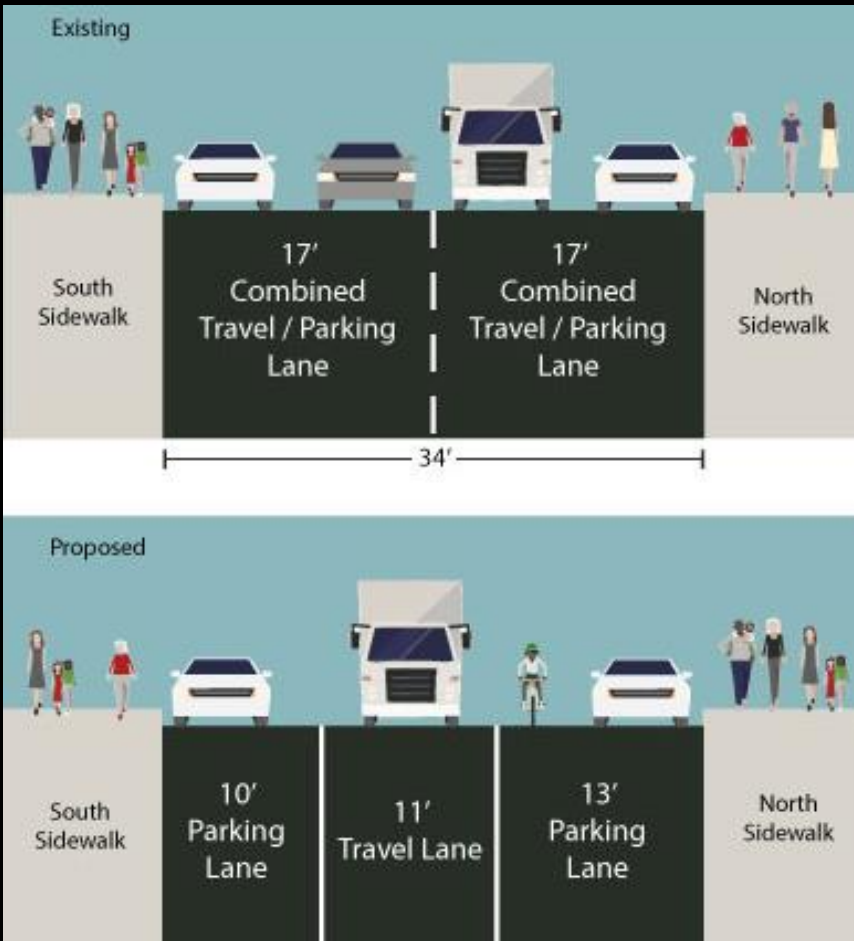 Existing
South
Sidewalk
17′
Combined
Travel / Parking
Lane
17′
Combined
Travel / Parking
Lane
North
Sidewalk
34′
Proposed
South
Sidewalk
10′
Parking
Lane
11′
Travel Lane
13′
Parking
Lane
North
Sidewalk